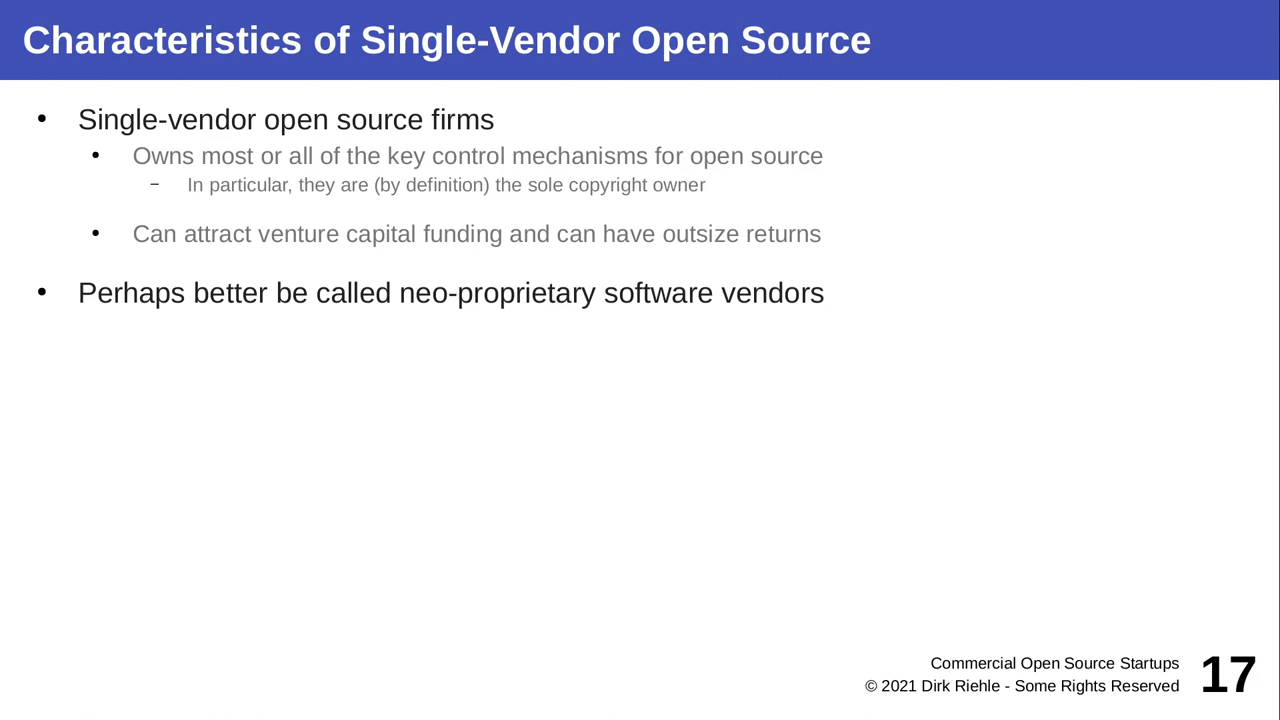 Characteristics of Single-Vendor Open Source
• Single-vendor open source firms
• Owns most or all of the key control mechanisms for open source
– In particular, they are (by definition) the sole copyright owner
• Can attract venture capital funding and can have outsize returns
• Perhaps better be called neo-proprietary software vendors
Commercial Open Source Startups
© 2021 Dirk Riehle - Some Rights Reserved
17